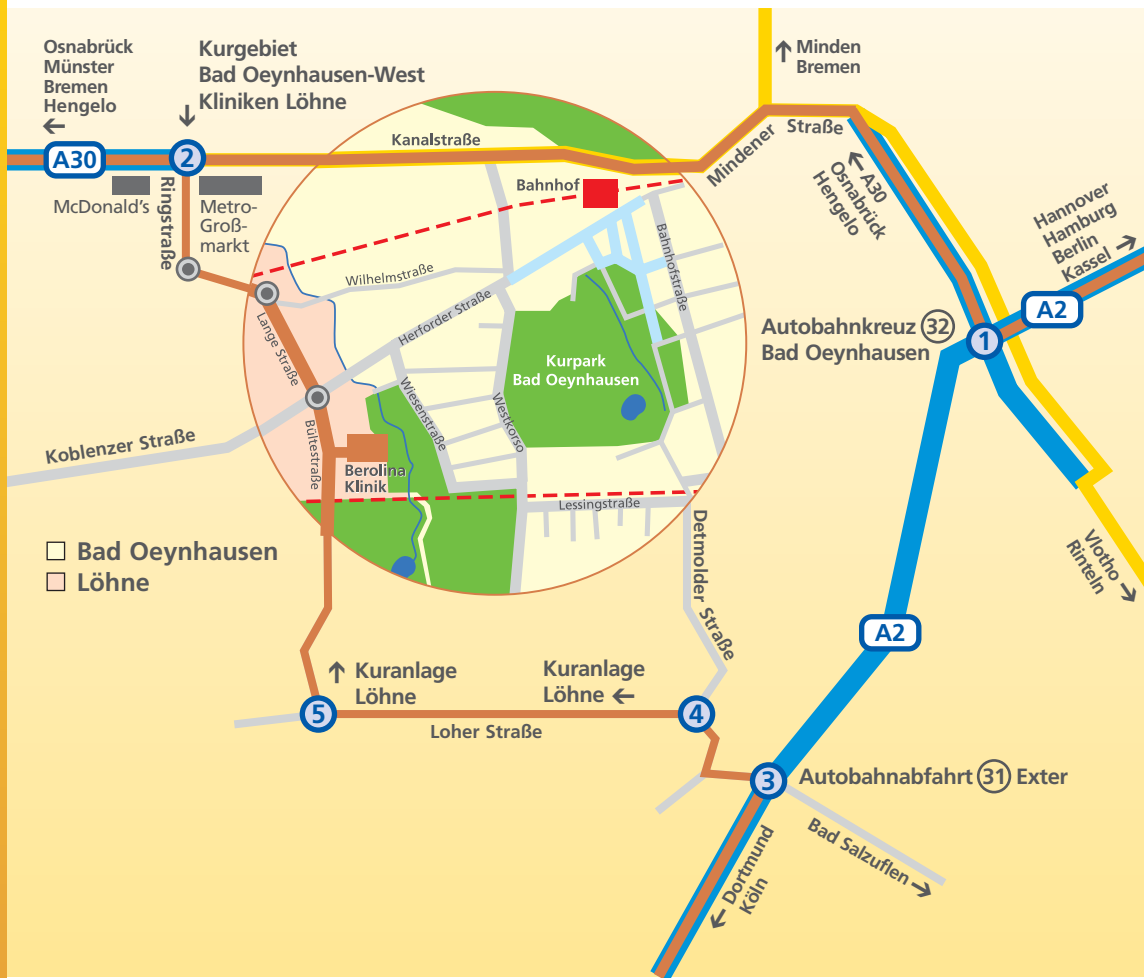 Osnabrück
Münster
Bremen
Hengelo
←
A30
Kurgebiet
Bad Oeynhausen-West
Kliniken Löhne
↓
2
McDonald's
Metro-
Groß-
markt
Ringstraße
Kanalstraße
Mindener
Straße
↑ Minden
Bremen
← A30
Osnabrück
Hengelo
Hannover
Hamburg
Berlin
Kassel →
A2
Autobahnkreuz 32
Bad Oeynhausen
1
Bahnhof
Bahnhofstraße
Wilhelmstraße
Herforder Straße
Lange Straße
Kurpark
Bad Oeynhausen
Wiesenstraße
Westkorso
Koblenzer Straße
Bültestraße
Berolina
Klinik
Lessingstraße
Detmolder Straße
Bad Oeynhausen
Löhne
Vlotho
Rinteln →
A2
↑ Kuranlage
Löhne
Kuranlage
Löhne ←
5
Loher Straße
4
3
Autobahnabfahrt 31 Exter
Bad Salzuflen →
← Dortmund
Köln